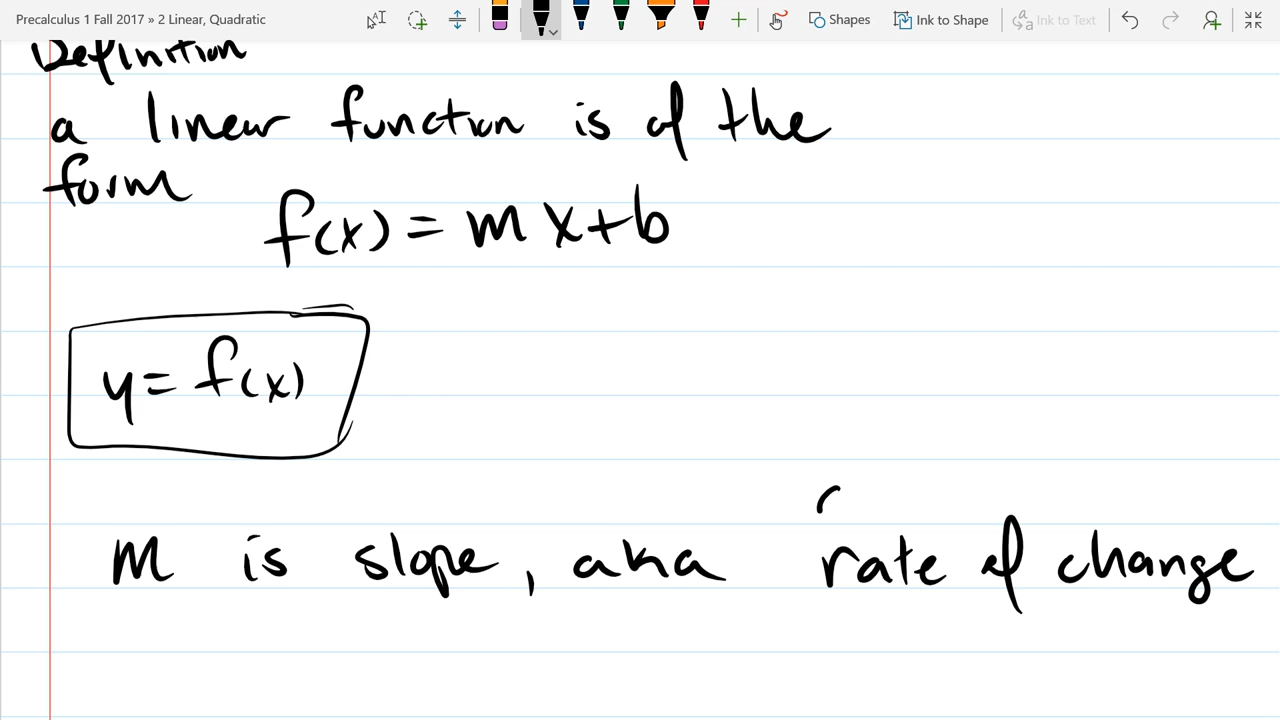 Precalculus 1 Fall 2017 » 2 Linear, Quadratic
Shapes
Ink to Shape
Ink to Text
Definition
a linear function is of the
form
f(x) = mx+b
y = f(x)
m is slope, aka rate of change